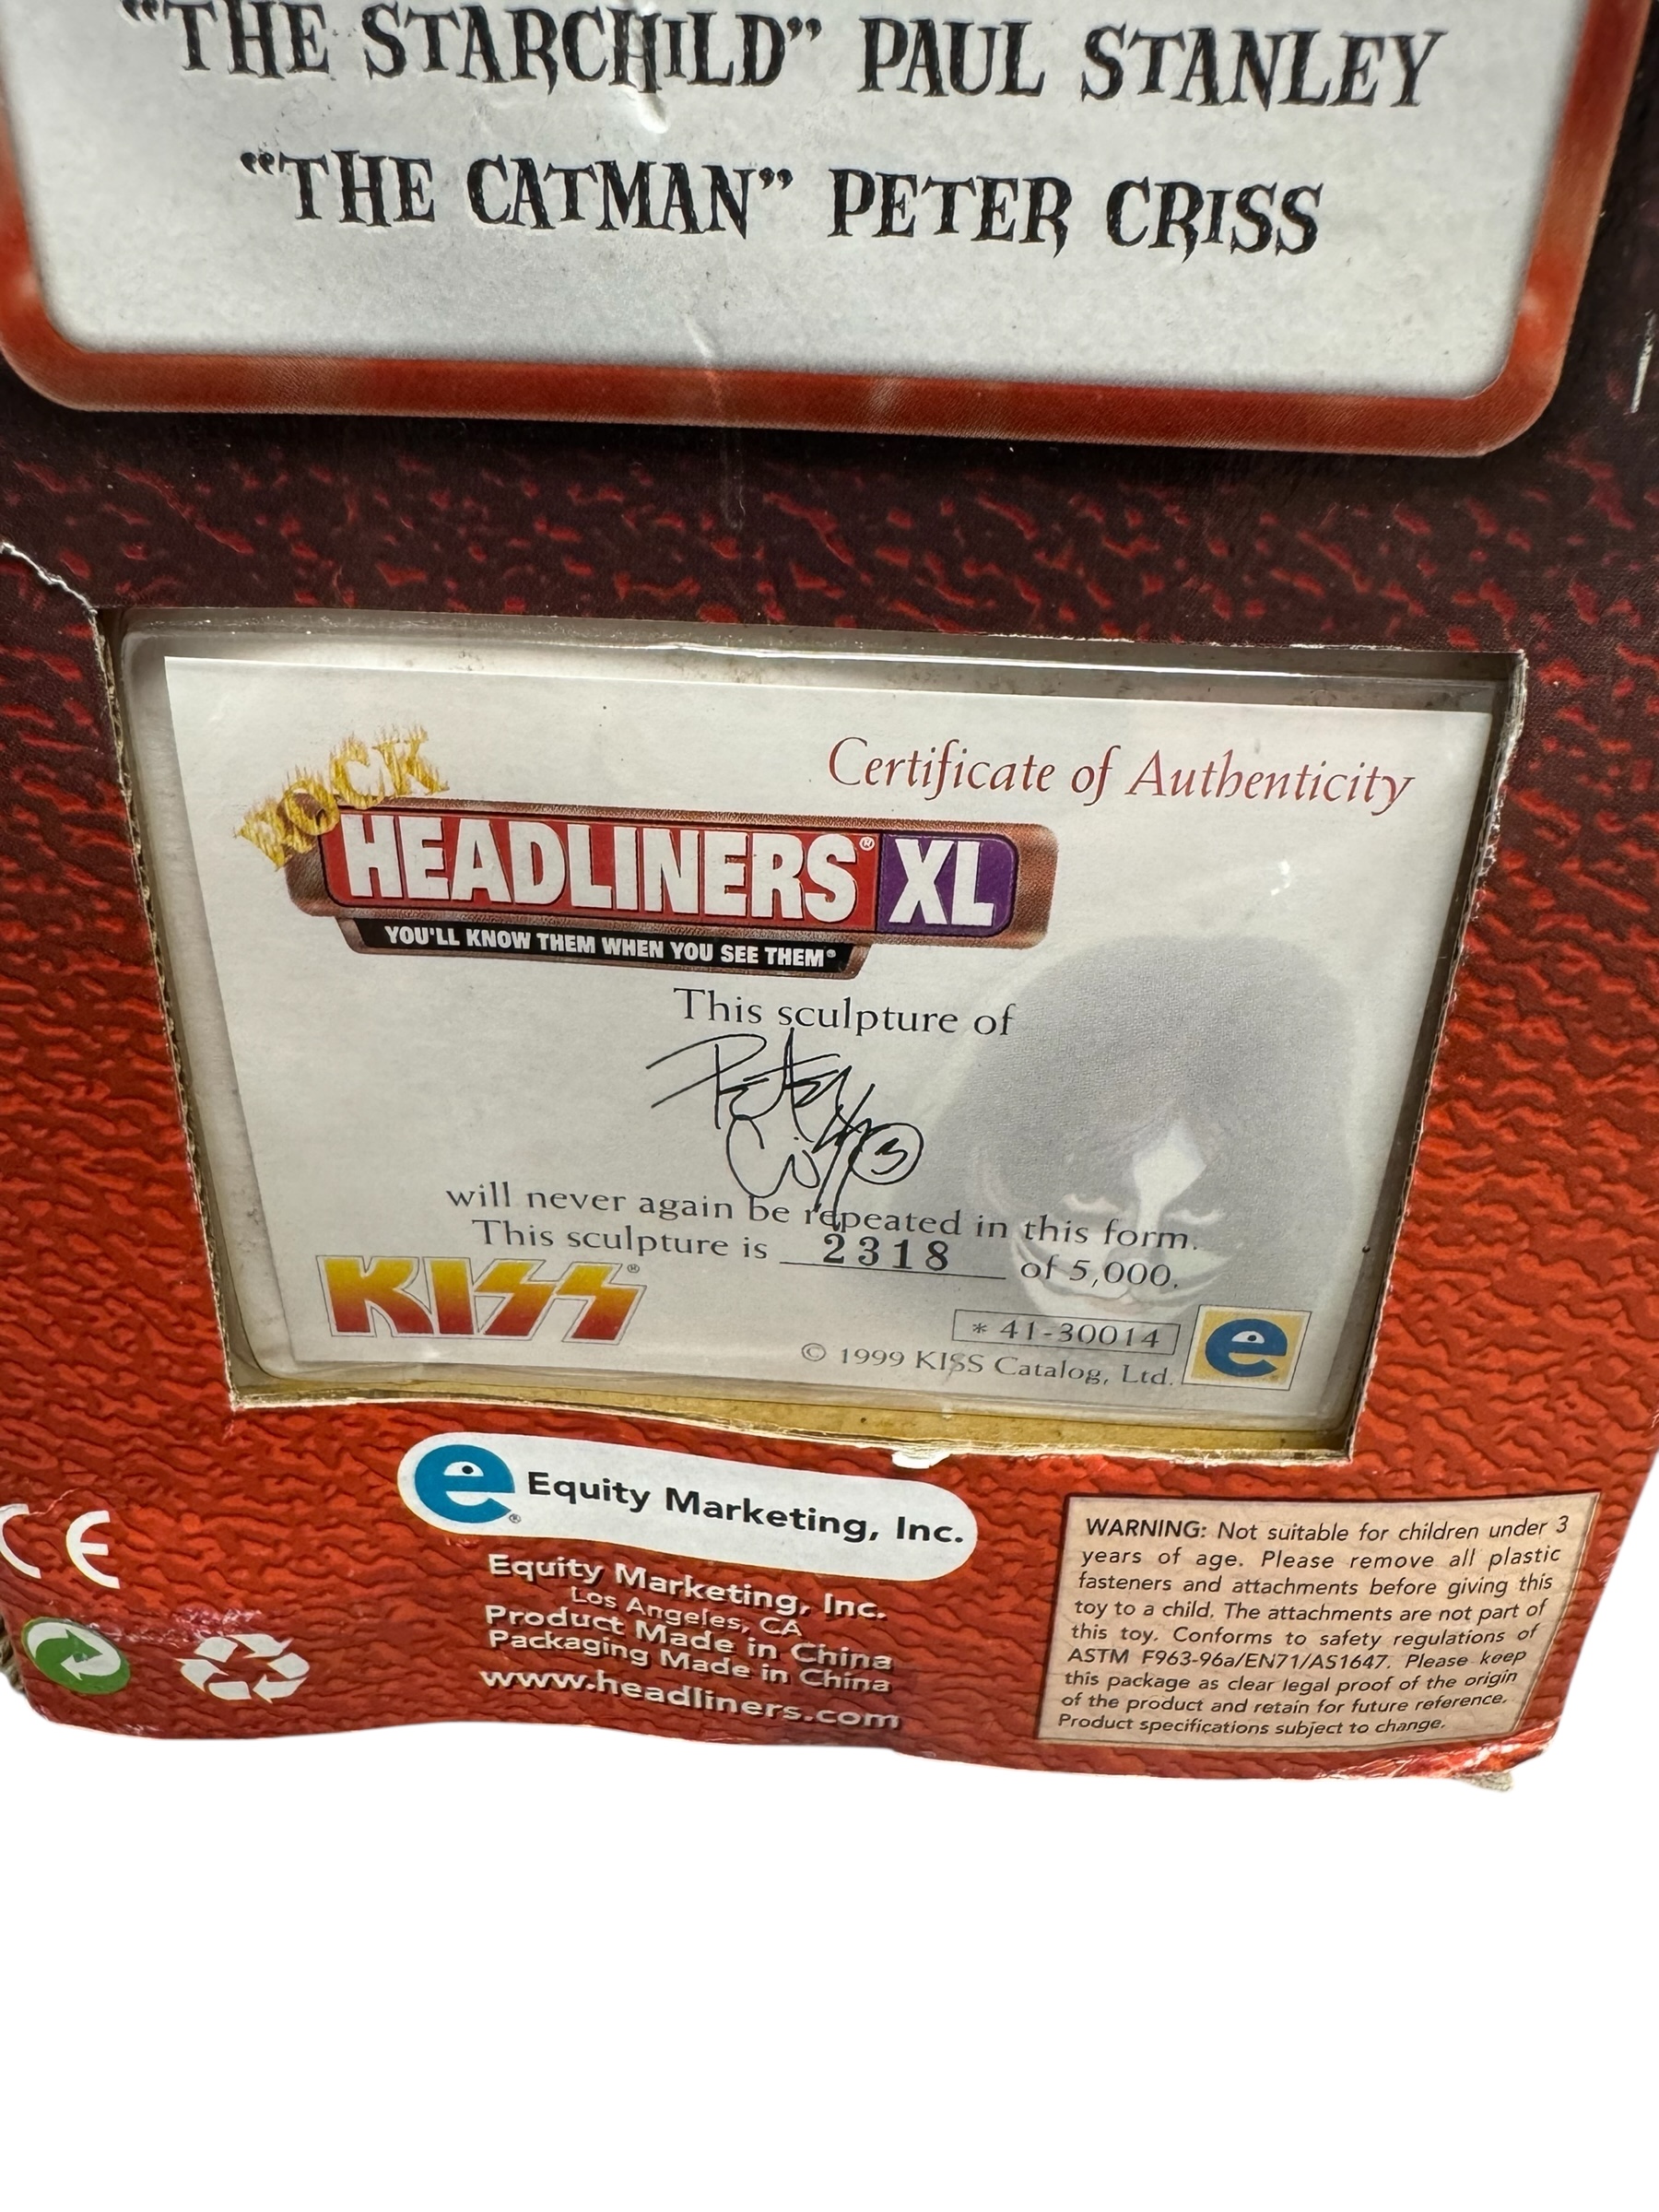 “THE STARCHILD” PAUL STANLEY
“THE CATMAN” PETER CRISS
Certificate of Authenticity
ROCK
HEADLINERS® XL
YOU'LL KNOW THEM WHEN YOU SEE THEM®
This sculpture of
Peter
Criss
will never again be repeated in this form.
This sculpture is 2318 of 5,000.
KISS®
* 41-30014
© 1999 KISS Catalog, Ltd.
e
e® Equity Marketing, Inc.
Equity Marketing, Inc.
Los Angeles, CA
Product Made in China
Packaging Made in China
www.headliners.com
CE
WARNING: Not suitable for children under 3
years of age. Please remove all plastic
fasteners and attachments before giving this
toy to a child. The attachments are not part of
this toy. Conforms to safety regulations of
ASTM F963-96a/EN71/AS1647. Please keep
this package as clear legal proof of the origin
of the product and retain for future reference.
Product specifications subject to change.